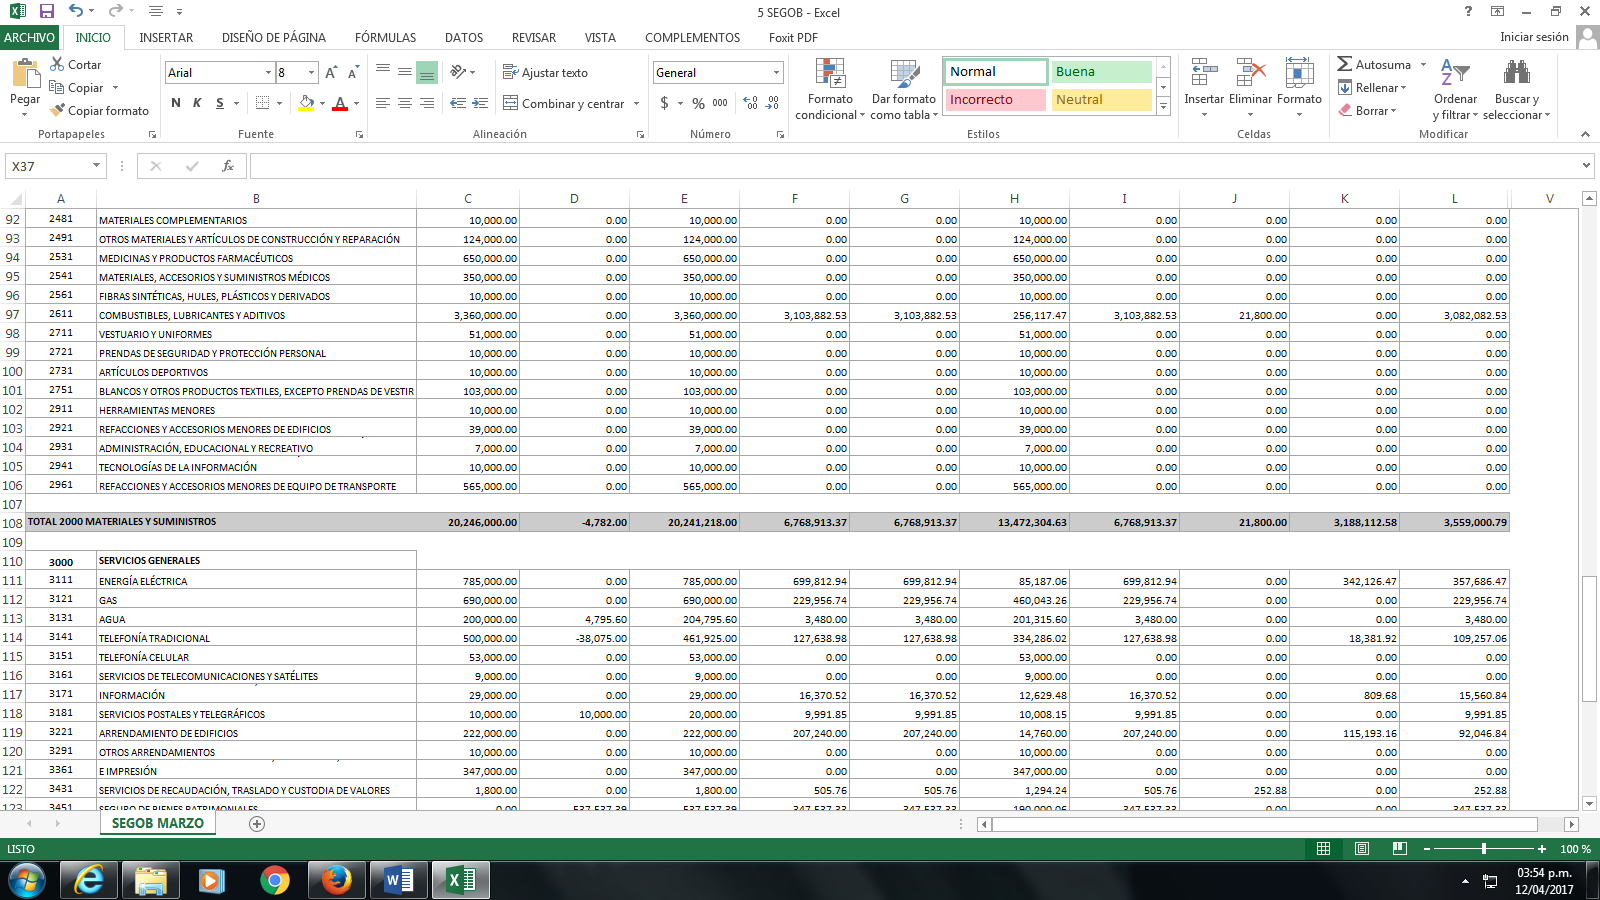 5 SEGOB - Excel
ARCHIVO INICIO INSERTAR DISEÑO DE PÁGINA FÓRMULAS DATOS REVISAR VISTA COMPLEMENTOS Foxit PDF Iniciar sesión
Pegar Cortar Copiar Copiar formato
Arial 8 N K S
Ajustar texto Combinar y centrar
General $ % 000
Formato condicional Dar formato como tabla
Normal Buena
Incorrecto Neutral
Insertar Eliminar Formato
Autosuma Rellenar Borrar
Ordenar y filtrar Buscar y seleccionar
Portapapeles Fuente Alineación Número Estilos Celdas Modificar
X37 fx
A B C D E F G H I J K L V
92 2481 MATERIALES COMPLEMENTARIOS 10,000.00 0.00 10,000.00 0.00 0.00 10,000.00 0.00 0.00 0.00 0.00
93 2491 OTROS MATERIALES Y ARTÍCULOS DE CONSTRUCCIÓN Y REPARACIÓN 124,000.00 0.00 124,000.00 0.00 0.00 124,000.00 0.00 0.00 0.00 0.00
94 2531 MEDICINAS Y PRODUCTOS FARMACÉUTICOS 650,000.00 0.00 650,000.00 0.00 0.00 650,000.00 0.00 0.00 0.00 0.00
95 2541 MATERIALES, ACCESORIOS Y SUMINISTROS MÉDICOS 350,000.00 0.00 350,000.00 0.00 0.00 350,000.00 0.00 0.00 0.00 0.00
96 2561 FIBRAS SINTÉTICAS, HULES, PLÁSTICOS Y DERIVADOS 10,000.00 0.00 10,000.00 0.00 0.00 10,000.00 0.00 0.00 0.00 0.00
97 2611 COMBUSTIBLES, LUBRICANTES Y ADITIVOS 3,360,000.00 0.00 3,360,000.00 3,103,882.53 3,103,882.53 256,117.47 3,103,882.53 21,800.00 0.00 3,082,082.53
98 2711 VESTUARIO Y UNIFORMES 51,000.00 0.00 51,000.00 0.00 0.00 51,000.00 0.00 0.00 0.00 0.00
99 2721 PRENDAS DE SEGURIDAD Y PROTECCIÓN PERSONAL 10,000.00 0.00 10,000.00 0.00 0.00 10,000.00 0.00 0.00 0.00 0.00
100 2731 ARTÍCULOS DEPORTIVOS 10,000.00 0.00 10,000.00 0.00 0.00 10,000.00 0.00 0.00 0.00 0.00
101 2751 BLANCOS Y OTROS PRODUCTOS TEXTILES, EXCEPTO PRENDAS DE VESTIR 103,000.00 0.00 103,000.00 0.00 0.00 103,000.00 0.00 0.00 0.00 0.00
102 2911 HERRAMIENTAS MENORES 10,000.00 0.00 10,000.00 0.00 0.00 10,000.00 0.00 0.00 0.00 0.00
103 2921 REFACCIONES Y ACCESORIOS MENORES DE EDIFICIOS 39,000.00 0.00 39,000.00 0.00 0.00 39,000.00 0.00 0.00 0.00 0.00
104 2931 ADMINISTRACIÓN, EDUCACIONAL Y RECREATIVO 7,000.00 0.00 7,000.00 0.00 0.00 7,000.00 0.00 0.00 0.00 0.00
105 2941 TECNOLOGÍAS DE LA INFORMACIÓN 10,000.00 0.00 10,000.00 0.00 0.00 10,000.00 0.00 0.00 0.00 0.00
106 2961 REFACCIONES Y ACCESORIOS MENORES DE EQUIPO DE TRANSPORTE 565,000.00 0.00 565,000.00 0.00 0.00 565,000.00 0.00 0.00 0.00 0.00
107
108 TOTAL 2000 MATERIALES Y SUMINISTROS 20,246,000.00 -4,782.00 20,241,218.00 6,768,913.37 6,768,913.37 13,472,304.63 6,768,913.37 21,800.00 3,188,112.58 3,559,000.79
109
110 3000 SERVICIOS GENERALES
111 3111 ENERGÍA ELÉCTRICA 785,000.00 0.00 785,000.00 699,812.94 699,812.94 85,187.06 699,812.94 0.00 342,126.47 357,686.47
112 3121 GAS 690,000.00 0.00 690,000.00 229,956.74 229,956.74 460,043.26 229,956.74 0.00 0.00 229,956.74
113 3131 AGUA 200,000.00 4,795.60 204,795.60 3,480.00 3,480.00 201,315.60 3,480.00 0.00 0.00 3,480.00
114 3141 TELEFONÍA TRADICIONAL 500,000.00 -38,075.00 461,925.00 127,638.98 127,638.98 334,286.02 127,638.98 0.00 18,381.92 109,257.06
115 3151 TELEFONÍA CELULAR 53,000.00 0.00 53,000.00 0.00 0.00 53,000.00 0.00 0.00 0.00 0.00
116 3161 SERVICIOS DE TELECOMUNICACIONES Y SATÉLITES 9,000.00 0.00 9,000.00 0.00 0.00 9,000.00 0.00 0.00 0.00 0.00
117 3171 INFORMACIÓN 29,000.00 0.00 29,000.00 16,370.52 16,370.52 12,629.48 16,370.52 0.00 809.68 15,560.84
118 3181 SERVICIOS POSTALES Y TELEGRÁFICOS 10,000.00 10,000.00 20,000.00 9,991.85 9,991.85 10,008.15 9,991.85 0.00 0.00 9,991.85
119 3221 ARRENDAMIENTO DE EDIFICIOS 222,000.00 0.00 222,000.00 207,240.00 207,240.00 14,760.00 207,240.00 0.00 115,193.16 92,046.84
120 3291 OTROS ARRENDAMIENTOS 10,000.00 0.00 10,000.00 0.00 0.00 10,000.00 0.00 0.00 0.00 0.00
121 3361 E IMPRESIÓN 347,000.00 0.00 347,000.00 0.00 0.00 347,000.00 0.00 0.00 0.00 0.00
122 3431 SERVICIOS DE RECAUDACIÓN, TRASLADO Y CUSTODIA DE VALORES 1,800.00 0.00 1,800.00 505.76 505.76 1,294.24 505.76 252.88 0.00 252.88
123 3451 SEGURO DE BIENES PATRIMONIALES 0.00 537,537.39 537,537.39 347,537.33 347,537.33 190,000.06 347,537.33 0.00 0.00 347,537.33
SEGOB MARZO
LISTO 100 %
03:54 p.m.
12/04/2017